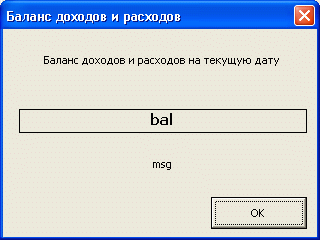 Баланс доходов и расходов
Баланс доходов и расходов на текущую дату
bal
msg
OK